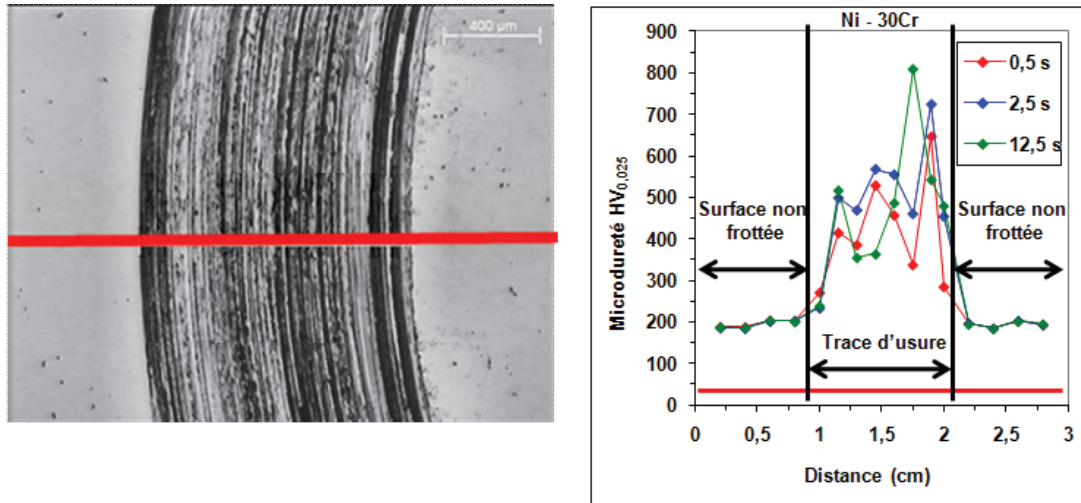 400 µm
Ni - 30Cr
900
800
700
600
500
400
300
200
100
0
Microdureté HV0,025
0,5 s
2,5 s
12,5 s
Surface non
frottée
Surface non
frottée
Trace d'usure
0 0,5 1 1,5 2 2,5 3
Distance (cm)